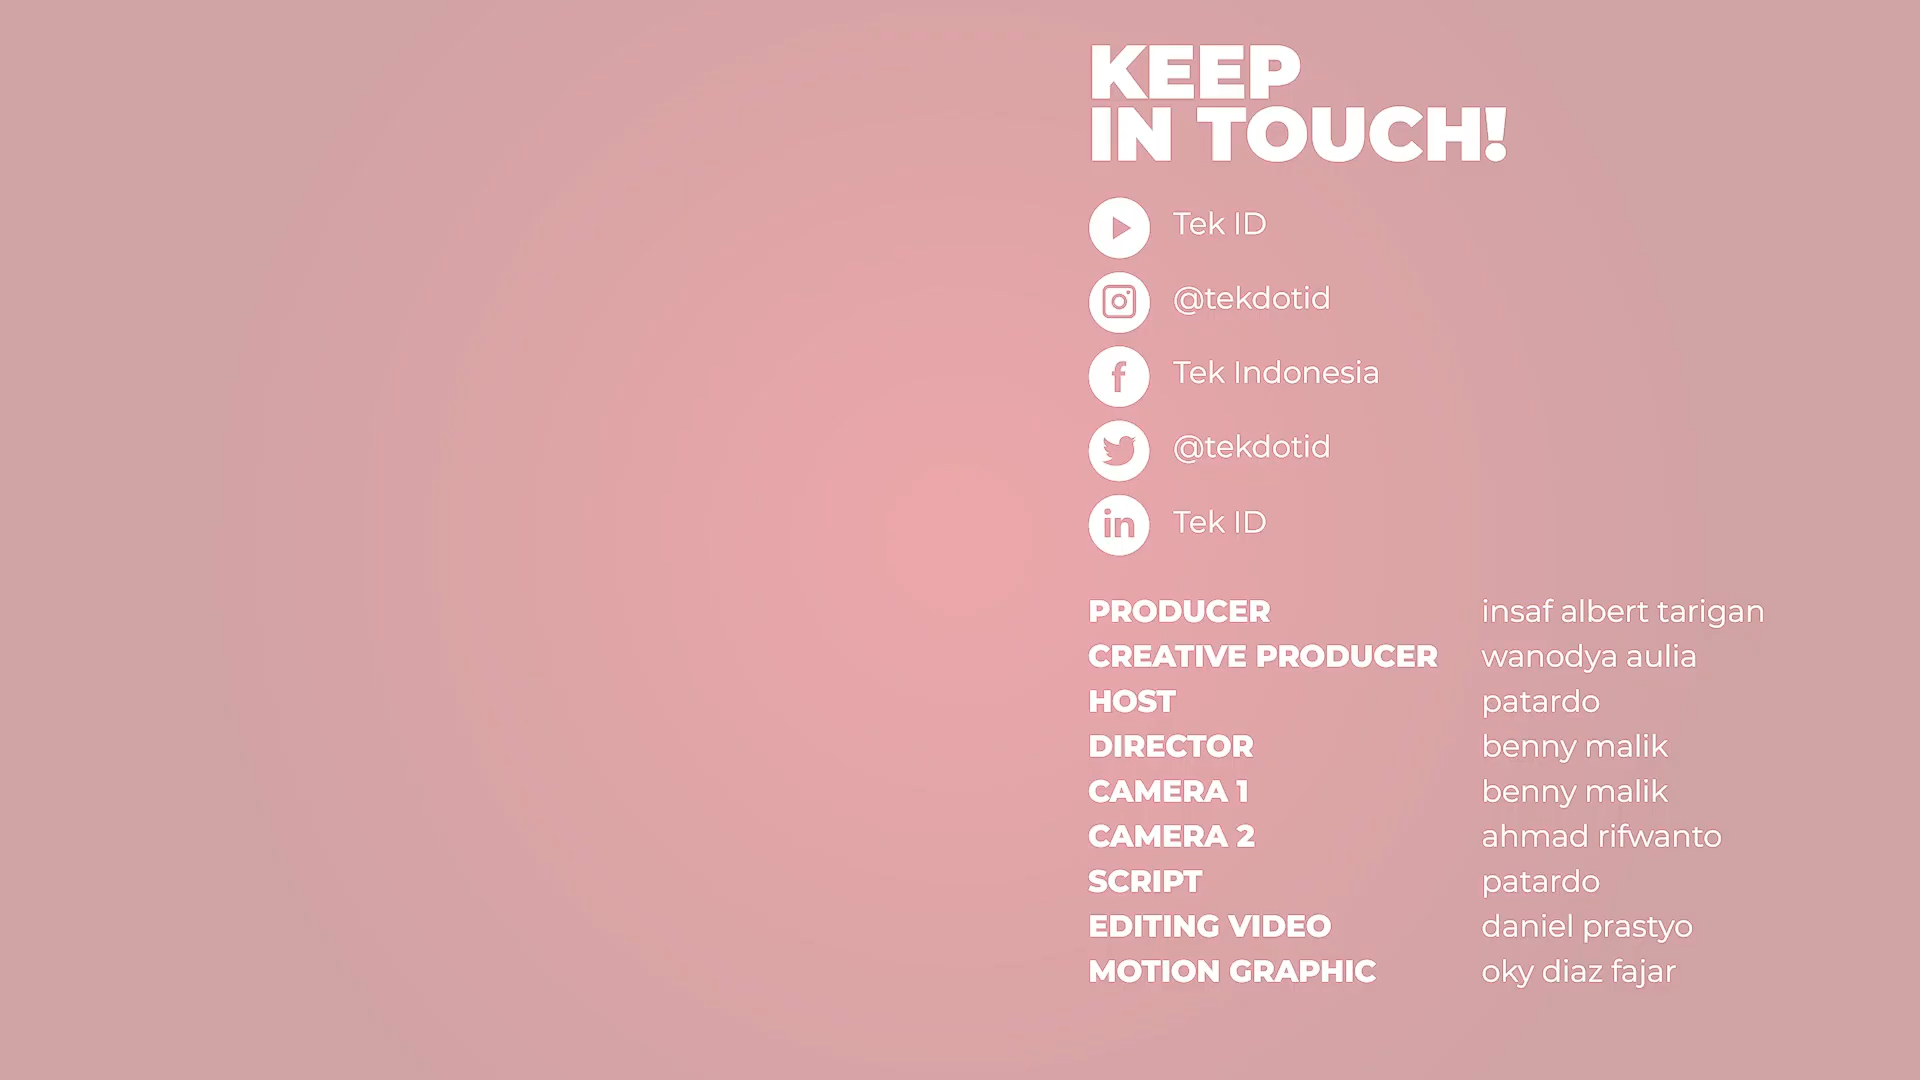 KEEP
IN TOUCH!
Tek ID
@tekdotid
Tek Indonesia
@tekdotid
in Tek ID
PRODUCER insaf albert tarigan
CREATIVE PRODUCER wanodya aulia
HOST patardo
DIRECTOR benny malik
CAMERA 1 benny malik
CAMERA 2 ahmad rifwanto
SCRIPT patardo
EDITING VIDEO daniel prastyo
MOTION GRAPHIC oky diaz fajar